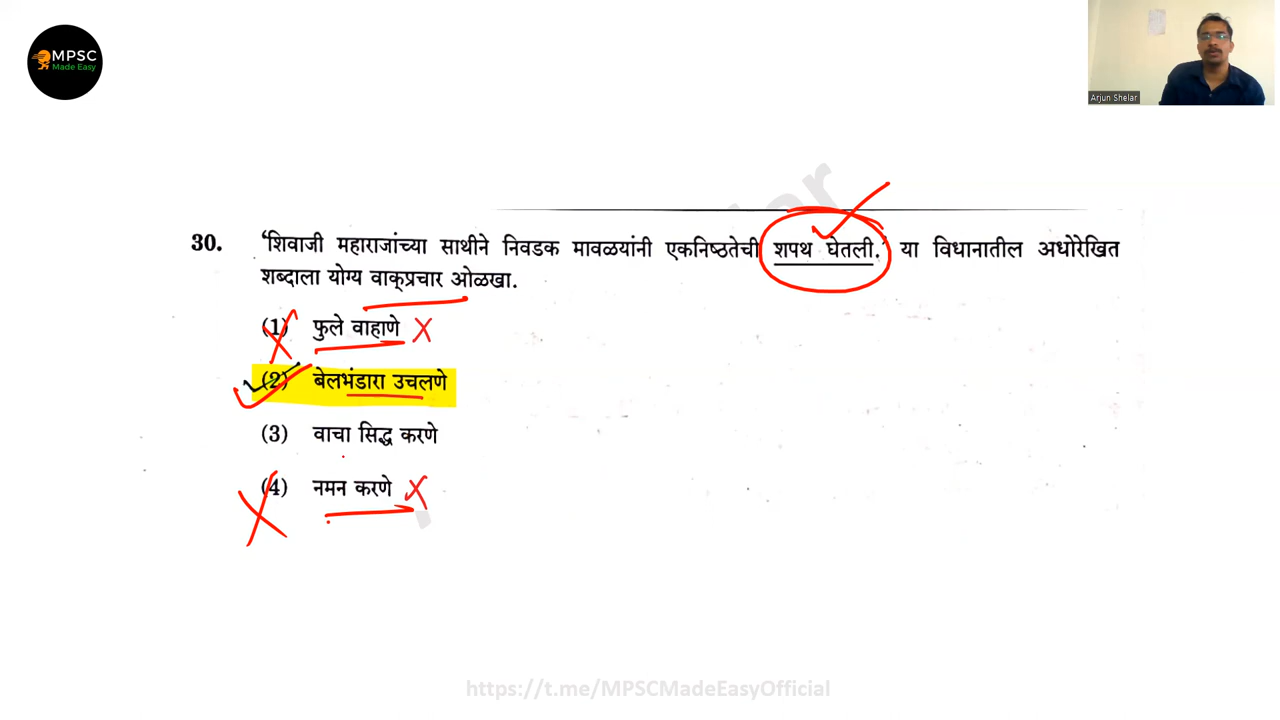 MPSC
Made Easy
Arjun Shelar
30. 'शिवाजी महाराजांच्या साथीने निवडक मावळयांनी एकनिष्ठतेची शपथ घेतली.' या विधानातील अधोरेखित
शब्दाला योग्य वाक्‌प्रचार ओळखा.
(1) फुले वाहाणे
(2) बेलभंडारा उचलणे
(3) वाचा सिद्ध करणे
(4) नमन करणे
https://t.me/MPSCMadeEasyOfficial